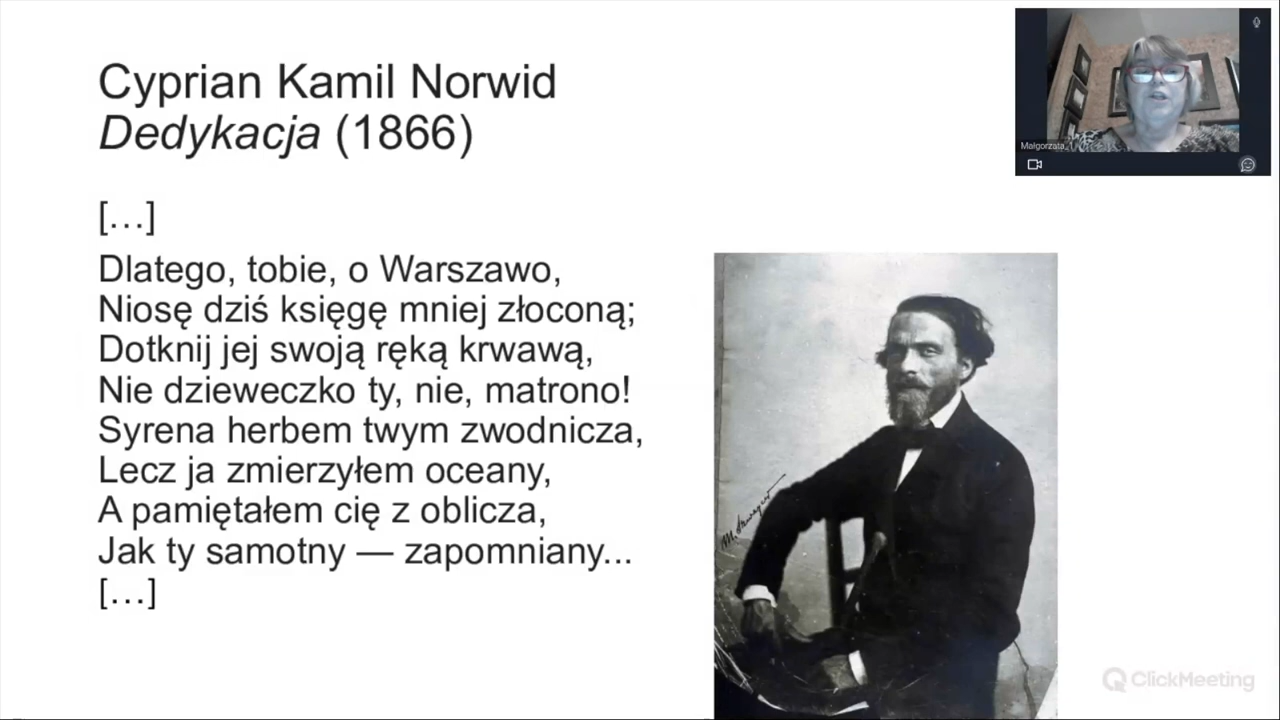 Cyprian Kamil Norwid
Dedykacja (1866)
[…]
Dlatego, tobie, o Warszawo,
Niosę dziś księgę mniej złoconą;
Dotknij jej swoją ręką krwawą,
Nie dzieweczko ty, nie, matrono!
Syrena herbem twym zwodnicza,
Lecz ja zmierzyłem oceany,
A pamiętałem cię z oblicza,
Jak ty samotny — zapomniany...
[…]
Małgorzata_1
ClickMeeting